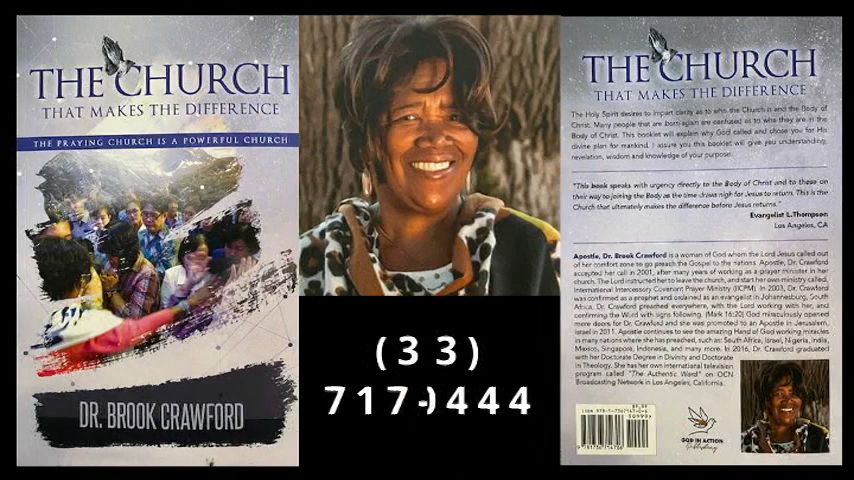 THE CHURCH
THAT MAKES THE DIFFERENCE
THE PRAYING CHURCH IS A POWERFUL CHURCH
DR. BROOK CRAWFORD
(33)
717-0444
THE CHURCH
THAT MAKES THE DIFFERENCE
The Holy Spirit desires to impart clarity as to who the Church is and the Body of
Christ. Many people that are born again are confused as to who they are in the
Body of Christ. This booklet will explain why God called and chose you for His
divine plan for mankind. I assure you this booklet will give you understanding,
revelation, wisdom and knowledge of your purpose.
"This book speaks with urgency directly to the Body of Christ and to those on
their way to joining the Body as the time draws nigh for Jesus to return. This is the
Church that ultimately makes the difference before Jesus returns."
Evangelist L.Thompson
Los Angeles, CA
Apostle, Dr. Brook Crawford is a woman of God whom the Lord Jesus called out
of her comfort zone to go preach the Gospel to the nations. Apostle, Dr. Crawford
accepted her call in 2001, after many years of working as a prayer minister in her
church. The Lord instructed her to leave the church, and start her own ministry called,
International Intercessory Covenant Prayer Ministry (IICPM). In 2003, Dr. Crawford
was confirmed as a prophet and ordained as an evangelist in Johannesburg, South
Africa. Dr. Crawford preached everywhere, with the Lord working with her, and
confirming the Word with signs following. (Mark 16:20) God miraculously opened
more doors for Dr. Crawford and she was promoted to an Apostle in Jerusalem,
Israel in 2011. Apostle continues to see the amazing Hand of God working miracles
in many nations where she has preached, such as: South Africa, Israel, Nigeria, India,
Mexico, Singapore, Indonesia, and many more. In 2016, Dr. Crawford graduated
with her Doctorate Degree in Divinity and Doctorate
in Theology. She has her own international television
program called "The Authentic Word" on OCN
Broadcasting Network in Los Angeles, California.
GOD IN ACTION
Publishing